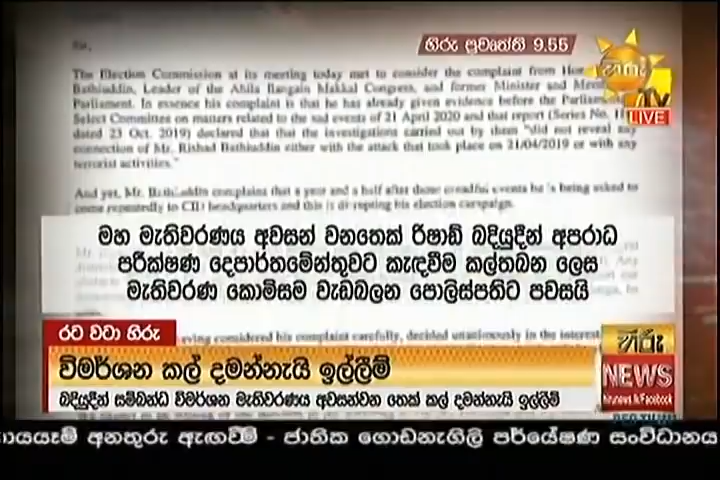 Sir,
හිරු ප්‍රවෘත්ති 9.55
හිරු
tv
LIVE
The Election Commission at its meeting today met to consider the complaint from Hon
Bathiuddin, Leader of the Ahila Ilangain Makkal Congress, and former Minister and
Parliament. In essence his complaint is that he has already given evidence before the Parliament
Select Committee on matters related to the sad events of 21 April 2020 and that report (Series No.
dated 23 Oct. 2019) declared that that the investigations carried out by them "did not reveal any
connection of Mr. Rishad Bathiuddin either with the attack that took place on 21/04/2019 or with any
terrorist activities."
And yet, Mr. Bathiuddin complains that a year and a half after those dreadful events he is being asked to
come repeatedly to CID headquarters and this is disrupting his election campaign.
මහ මැතිවරණය අවසන් වනතෙක් රිෂාඩ් බදියුදීන් අපරාධ
පරීක්ෂණ දෙපාර්තමේන්තුවට කැඳවීම කල්තබන ලෙස
මැතිවරණ කොමිසම වැඩබලන පොලිස්පතිට පවසයි
රට වටා හිරු
having considered his complaint carefully, decided unanimously in the interest
විමර්ශන කල් දමන්නැයි ඉල්ලීම්
බදියුදීන් සම්බන්ධ විමර්ශන මැතිවරණය අවසන්වන තෙක් කල් දමන්නැයි ඉල්ලීම්
හිරු
NEWS
hirunews.lk/Facebook
නායයෑම් අනතුරු ඇඟවීම් - ජාතික ගොඩනැගිලි පර්යේෂණ සංවිධානය